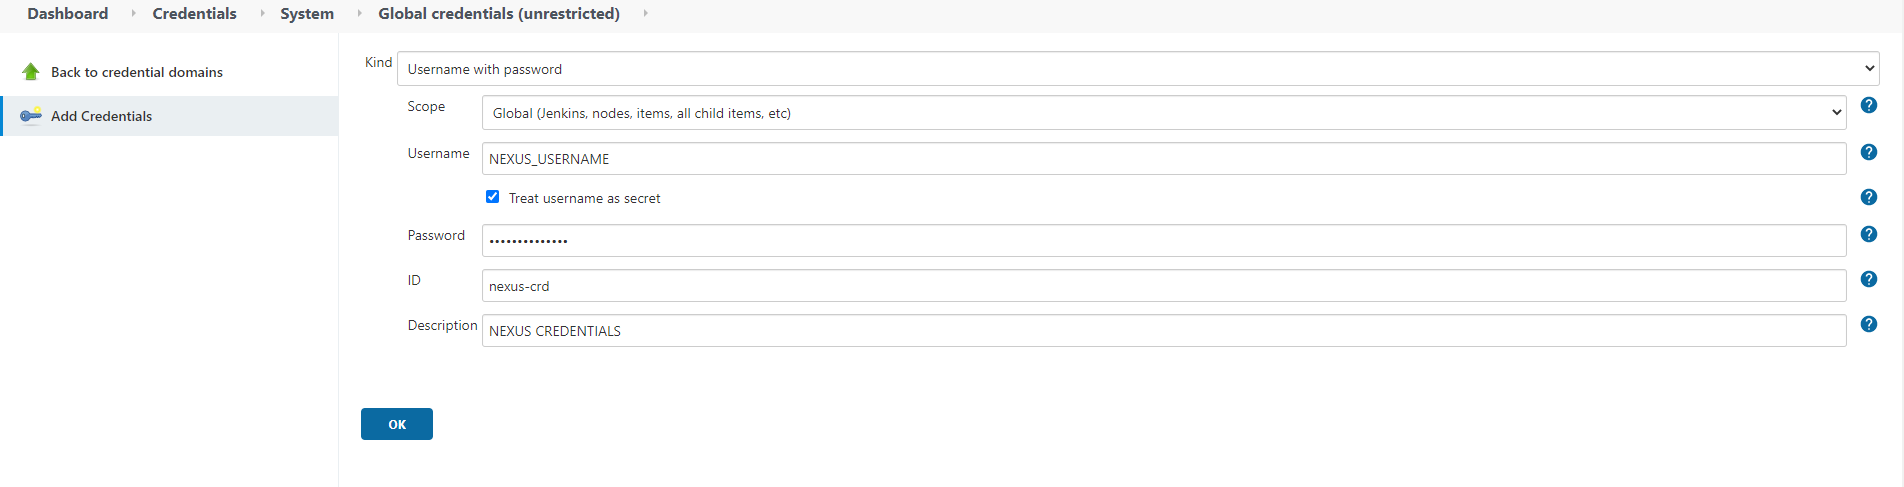 Dashboard Credentials System Global credentials (unrestricted)
Back to credential domains
Add Credentials
Kind Username with password
Scope Global (Jenkins, nodes, items, all child items, etc) ?
Username NEXUS_USERNAME ?
Treat username as secret ?
Password •••••••••••••• ?
ID nexus-crd ?
Description NEXUS CREDENTIALS ?
OK